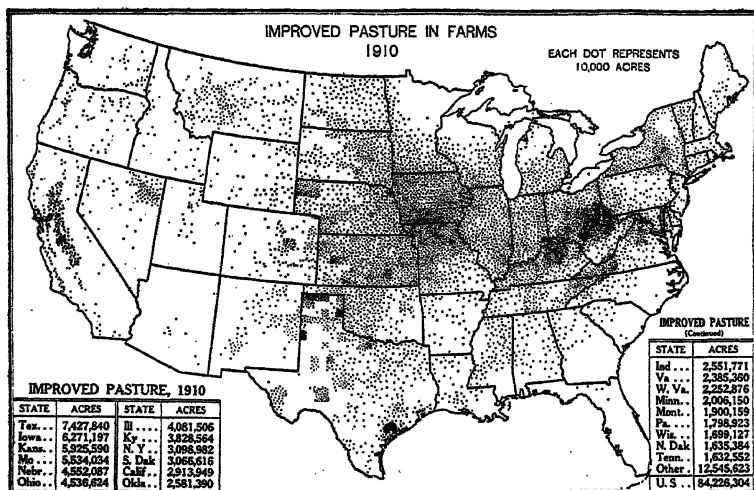 IMPROVED PASTURE IN FARMS
1910
EACH DOT REPRESENTS
10,000 ACRES
IMPROVED PASTURE, 1910
STATE ACRES STATE ACRES
Tex... 7,427,840 Ill .... 4,081,506
Iowa.. 6,271,197 Ky... 3,828,564
Kans.. 5,925,590 N. Y.. 3,098,982
Mo ... 5,534,034 S. Dak 3,066,616
Nebr.. 4,552,087 Calif.. 2,913,949
Ohio.. 4,536,624 Okla.. 2,581,390
IMPROVED PASTURE
(Continued)
STATE ACRES
Ind ... 2,551,771
Va ... 2,385,360
W. Va. 2,252,876
Minn.. 2,006,150
Mont.. 1,900,159
Pa.... 1,798,923
Wis... 1,699,127
N. Dak 1,635,384
Tenn.. 1,632,552
Other . 12,545,623
U. S .. 84,226,304